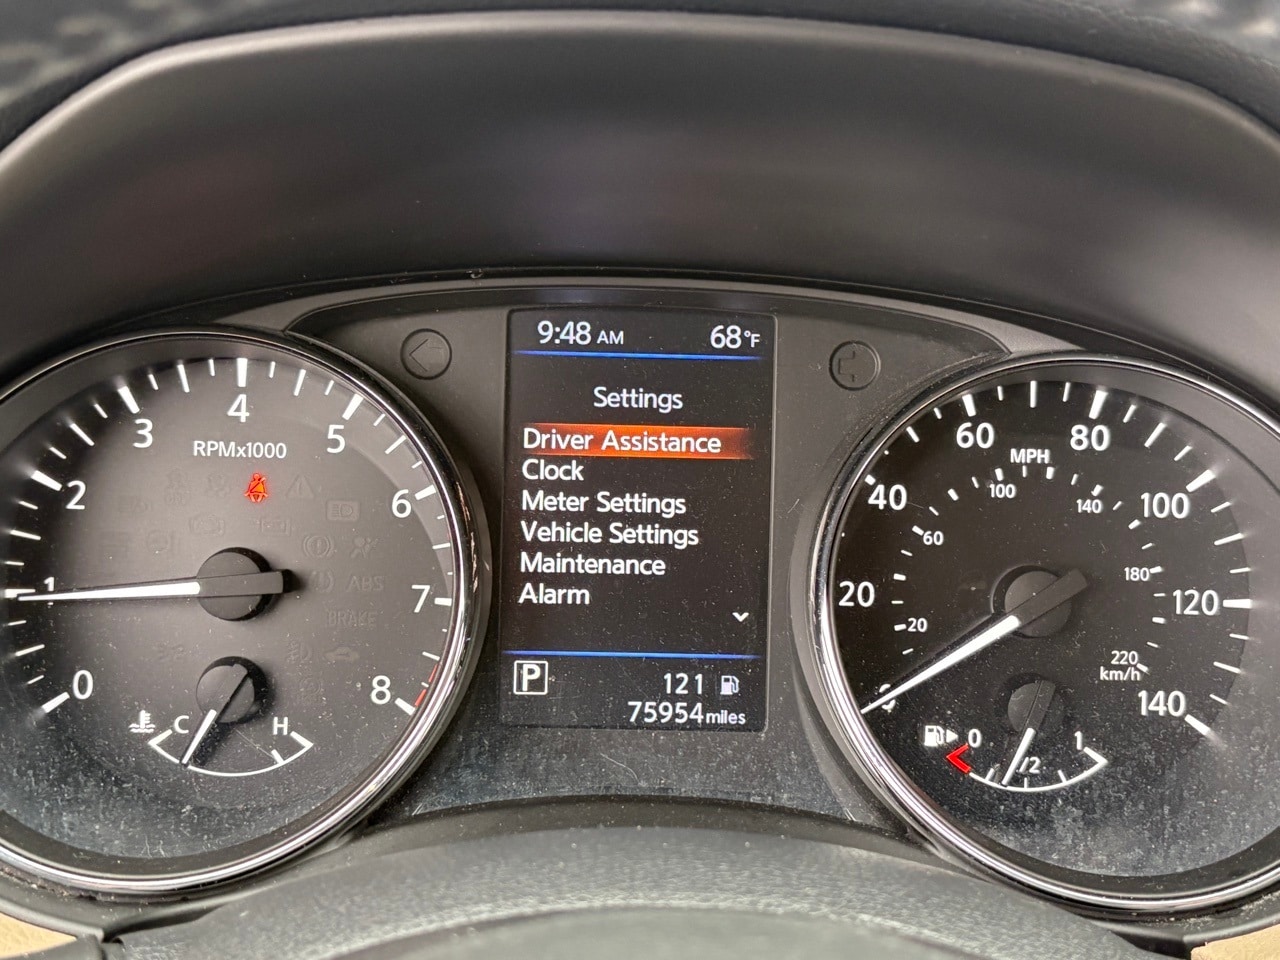 9:48 AM 68°F
Settings
Driver Assistance
Clock
Meter Settings
Vehicle Settings
Maintenance
Alarm
P
121
75954 miles
0
1
2
3
4
5
6
7
8
RPMx1000
ABS
BRAKE
C H
20
40
60
80
100
120
140
MPH
20
60
100
140
180
220
km/h
0 1/2 1